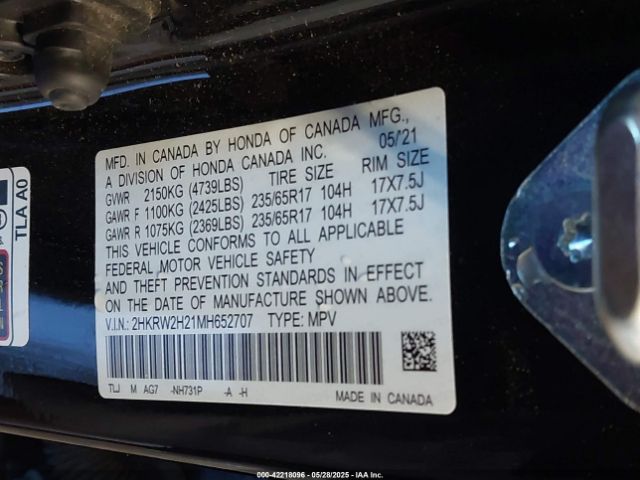 MFD. IN CANADA BY HONDA OF CANADA MFG.,
A DIVISION OF HONDA CANADA INC. 05/'21
GVWR 2150KG (4739LBS) TIRE SIZE RIM SIZE
GAWR F 1100KG (2425LBS) 235/65R17 104H 17X7.5J
GAWR R 1075KG (2369LBS) 235/65R17 104H 17X7.5J
THIS VEHICLE CONFORMS TO ALL APPLICABLE
FEDERAL MOTOR VEHICLE SAFETY
AND THEFT PREVENTION STANDARDS IN EFFECT
ON THE DATE OF MANUFACTURE SHOWN ABOVE.
V.I.N.: 2HKRW2H21MH652707 TYPE: MPV
TLJ M AG7 -NH731P -A -H MADE IN CANADA
TLA A0
000-42218096 - 05/28/2025 - IAA Inc.